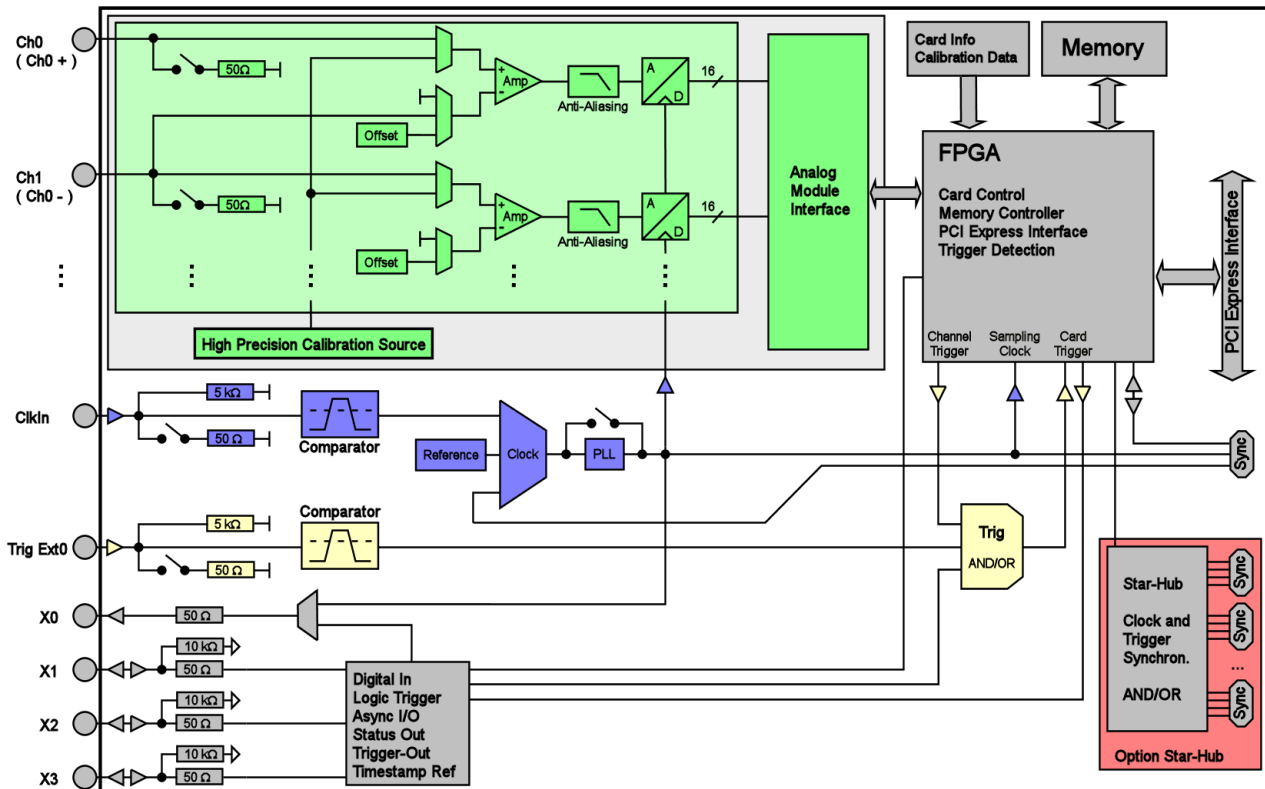 Ch0
( Ch0 + )
50Ω
+
Amp
-
Offset
Anti-Aliasing
A
D
16
Ch1
( Ch0 - )
50Ω
+
Amp
-
Offset
Anti-Aliasing
A
D
16
Analog
Module
Interface
High Precision Calibration Source
Card Info
Calibration Data
Memory
FPGA
Card Control
Memory Controller
PCI Express Interface
Trigger Detection
Channel
Trigger
Sampling
Clock
Card
Trigger
PCI Express Interface
ClkIn
5 kΩ
50 Ω
Comparator
Reference
Clock
PLL
Sync
Trig Ext0
5 kΩ
50 Ω
Comparator
Trig
AND/OR
X0
50 Ω
X1
10 kΩ
50 Ω
X2
10 kΩ
50 Ω
X3
10 kΩ
50 Ω
Digital In
Logic Trigger
Async I/O
Status Out
Trigger-Out
Timestamp Ref
Star-Hub
Clock and
Trigger
Synchron.
AND/OR
Sync
Sync
...
Sync
Option Star-Hub